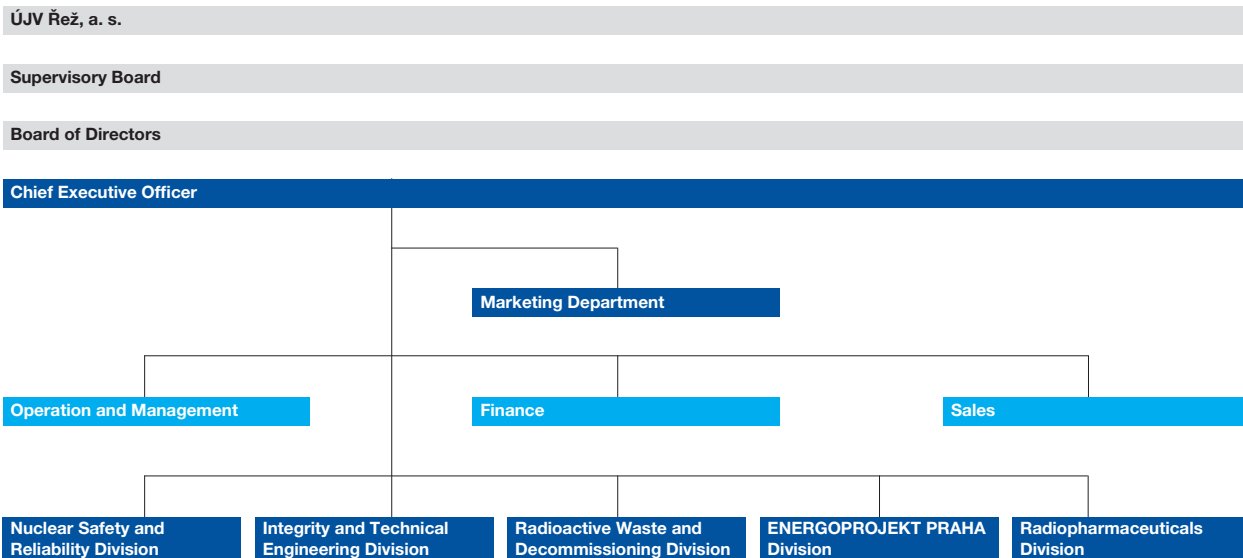 ÚJV Řež, a. s.
Supervisory Board
Board of Directors
Chief Executive Officer
Marketing Department
Operation and Management
Finance
Sales
Nuclear Safety and
Reliability Division
Integrity and Technical
Engineering Division
Radioactive Waste and
Decommissioning Division
ENERGOPROJEKT PRAHA
Division
Radiopharmaceuticals
Division